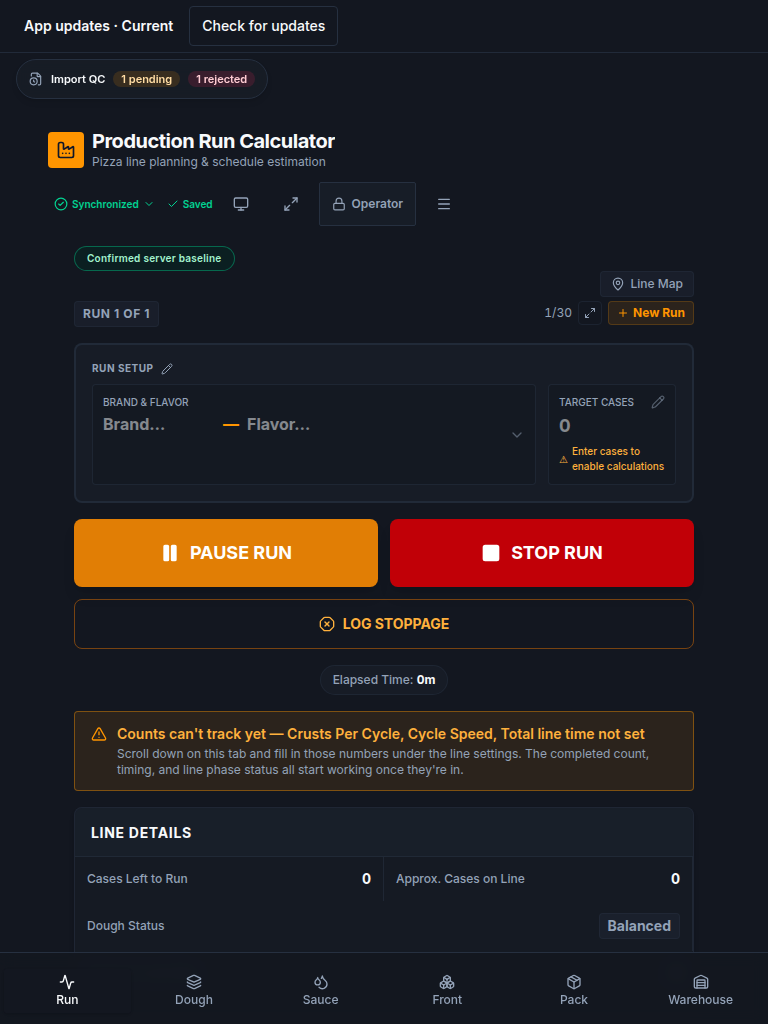 App updates · Current
Check for updates
Import QC
1 pending
1 rejected
Production Run Calculator
Pizza line planning & schedule estimation
Synchronized
Saved
Operator
Confirmed server baseline
Line Map
RUN 1 OF 1
1/30
+ New Run
RUN SETUP
BRAND & FLAVOR
Brand...
—
Flavor...
TARGET CASES
0
⚠ Enter cases to
enable calculations
PAUSE RUN
STOP RUN
LOG STOPPAGE
Elapsed Time: 0m
Counts can't track yet — Crusts Per Cycle, Cycle Speed, Total line time not set
Scroll down on this tab and fill in those numbers under the line settings. The completed count,
timing, and line phase status all start working once they're in.
LINE DETAILS
Cases Left to Run
0
Approx. Cases on Line
0
Dough Status
Balanced
Run
Dough
Sauce
Front
Pack
Warehouse